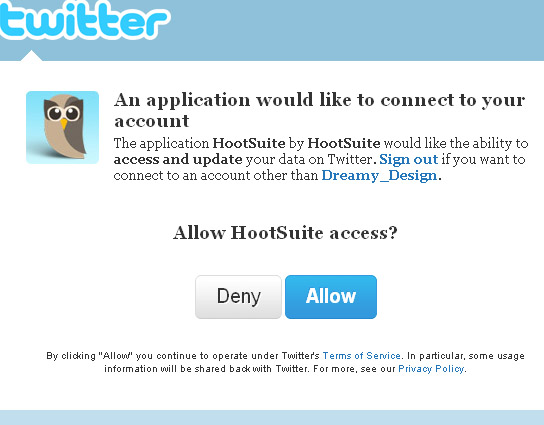 twitter
An application would like to connect to your
account
The application HootSuite by HootSuite would like the ability to
access and update your data on Twitter. Sign out if you want to
connect to an account other than Dreamy_Design.
Allow HootSuite access?
Deny
Allow
By clicking "Allow" you continue to operate under Twitter's Terms of Service. In particular, some usage
information will be shared back with Twitter. For more, see our Privacy Policy.